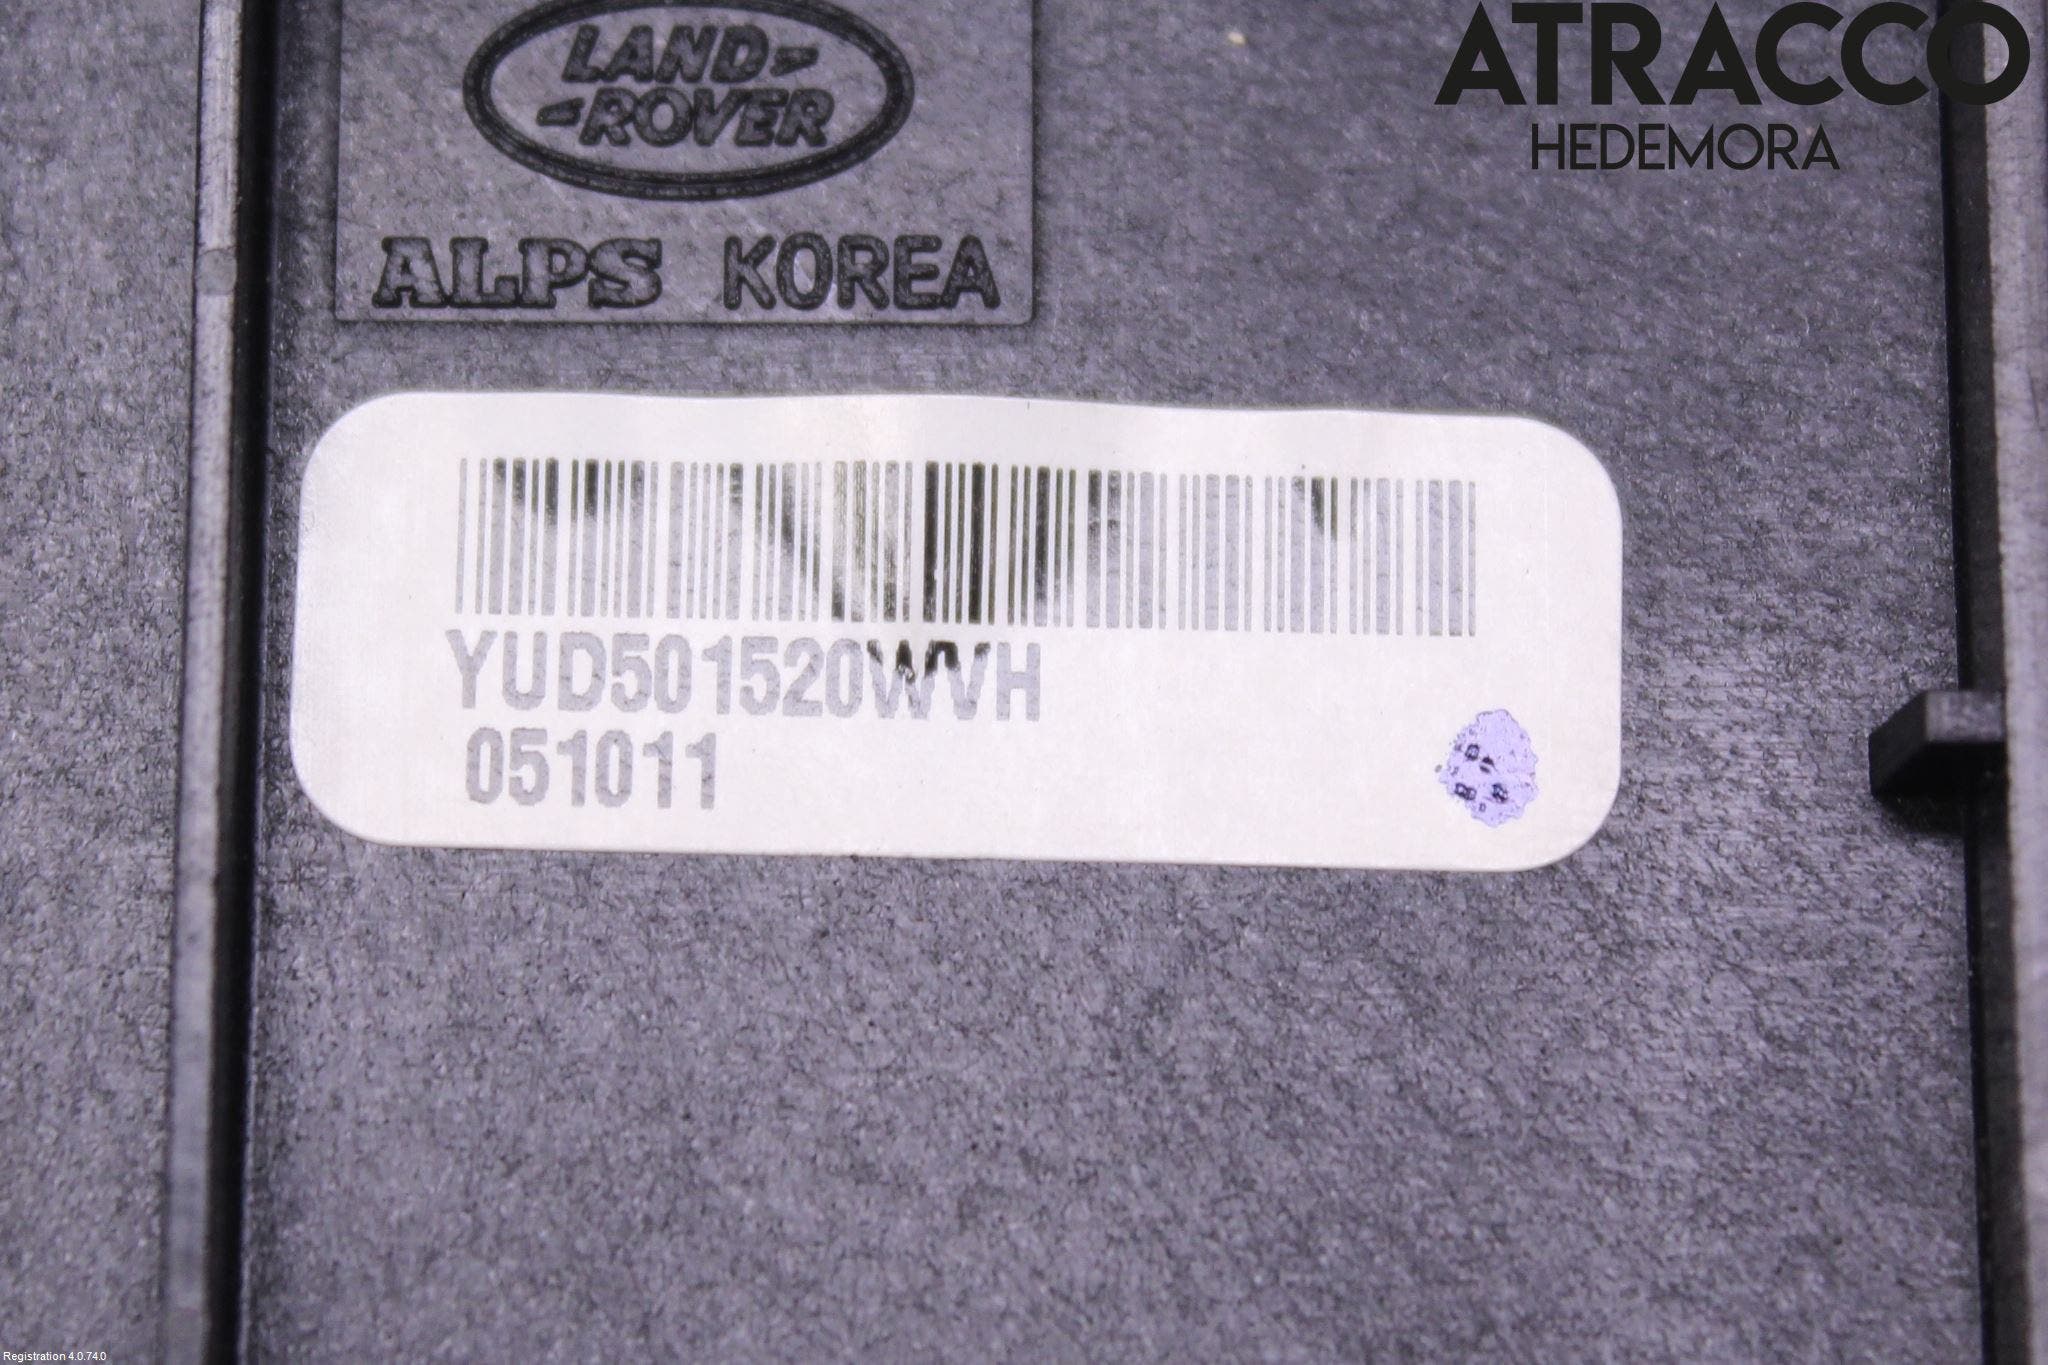 LAND-
-ROVER
ALPS KOREA
ATRACCO
HEDEMORA
YUD501520WVH
051011
Registration 4.0.74.0